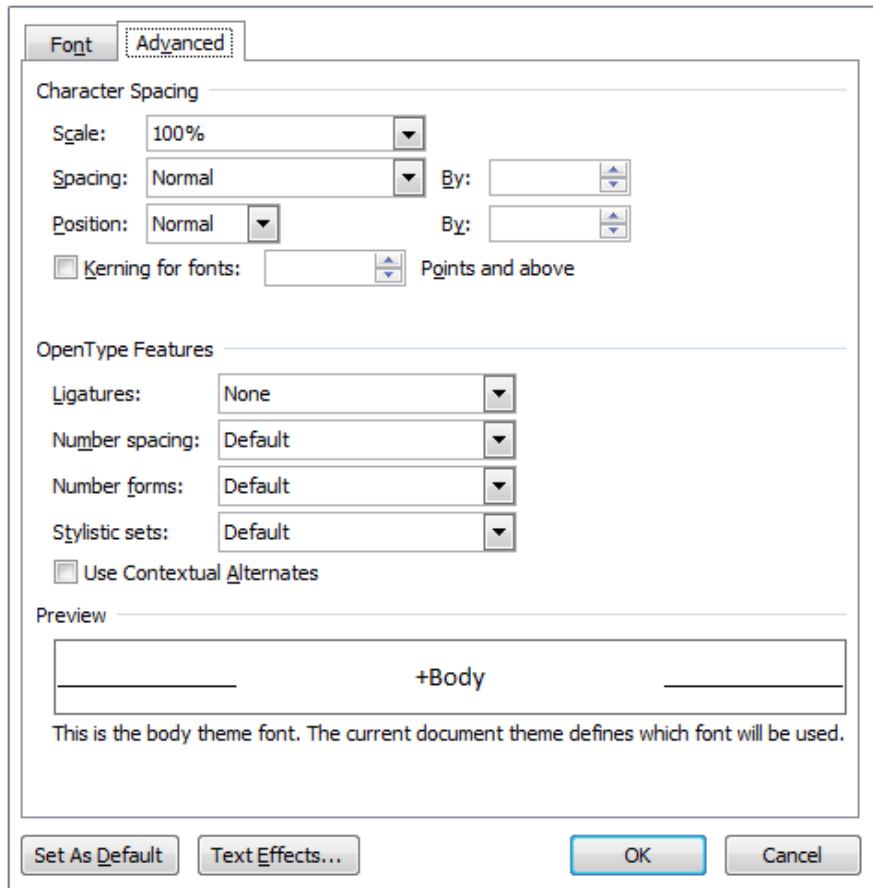 Font Advanced
Character Spacing
Scale: 100%
Spacing: Normal By:
Position: Normal By:
Kerning for fonts: Points and above
OpenType Features
Ligatures: None
Number spacing: Default
Number forms: Default
Stylistic sets: Default
Use Contextual Alternates
Preview
+Body
This is the body theme font. The current document theme defines which font will be used.
Set As Default Text Effects... OK Cancel